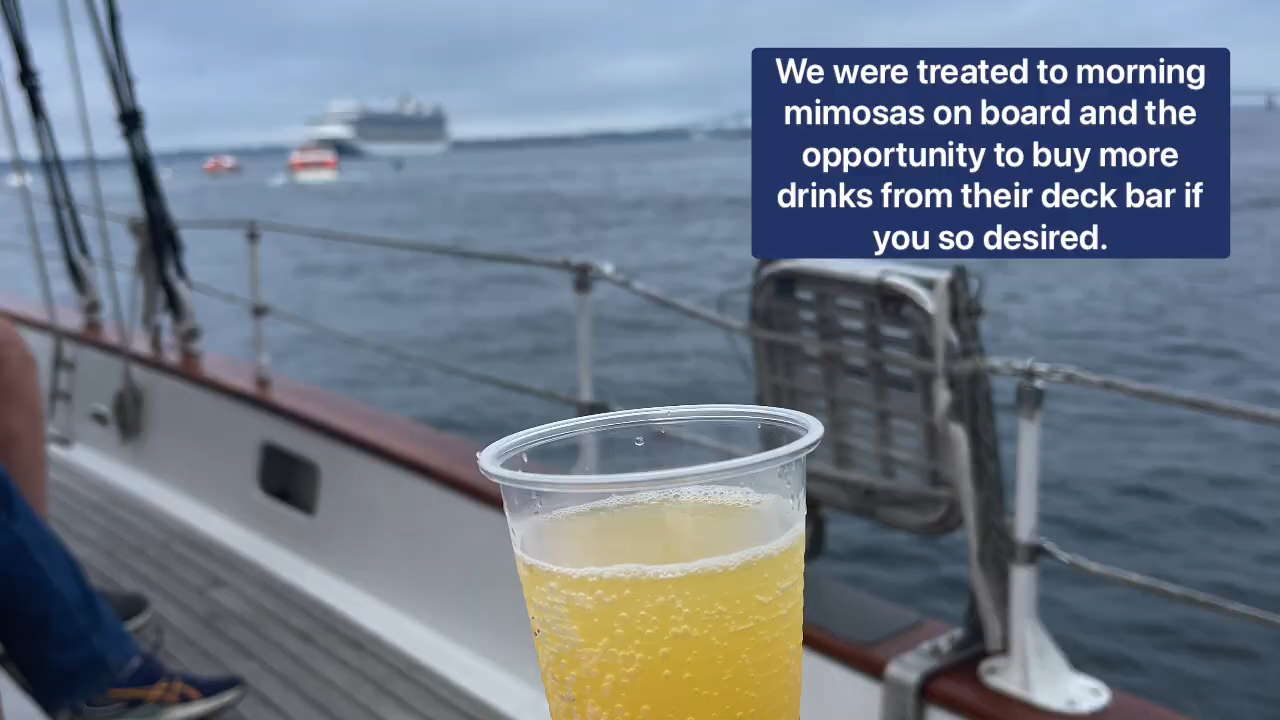 We were treated to morning
mimosas on board and the
opportunity to buy more
drinks from their deck bar if
you so desired.